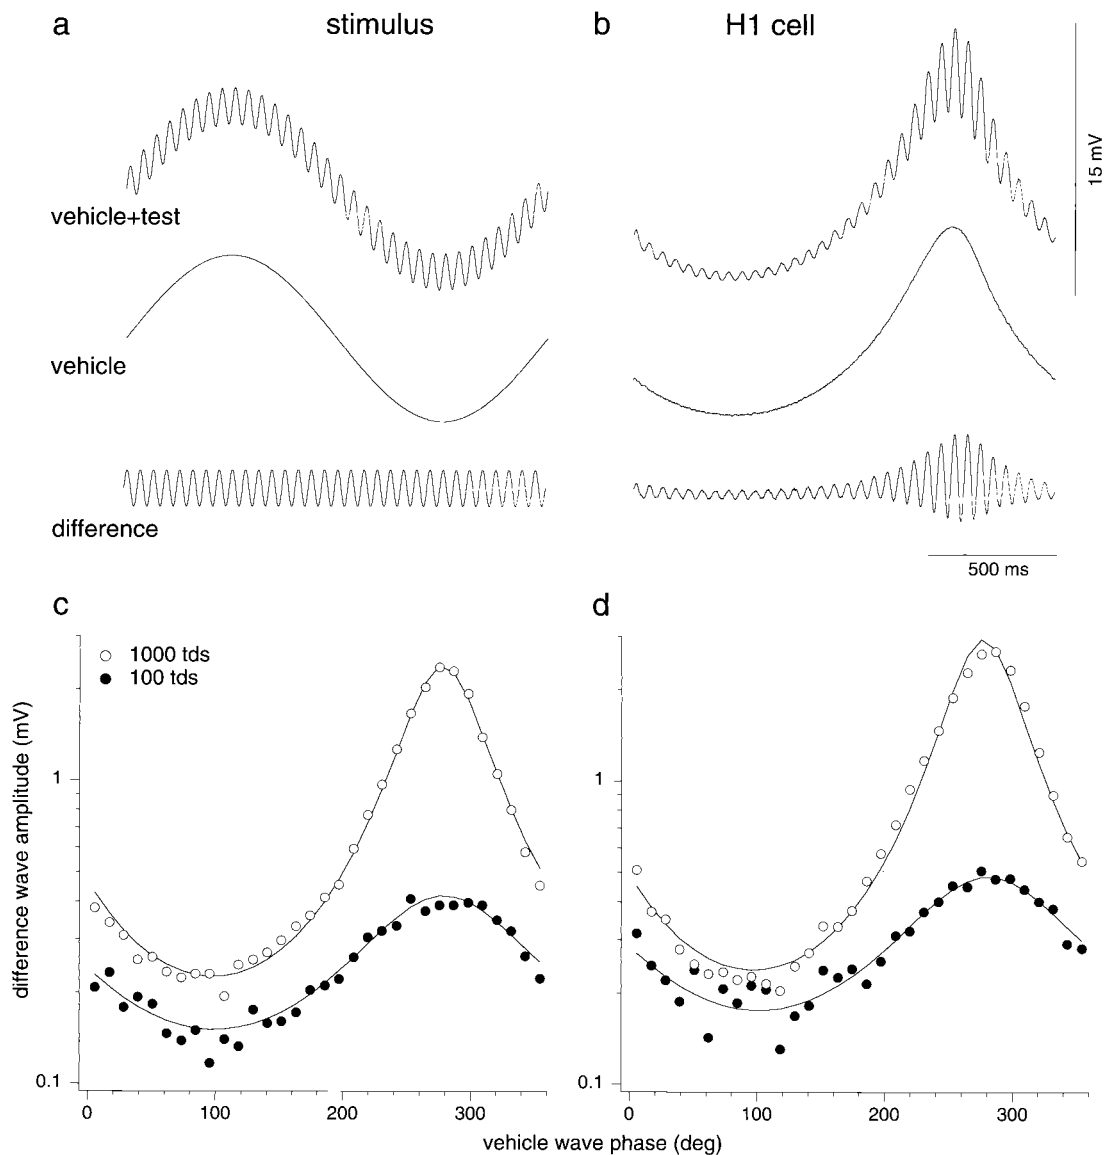 a
stimulus
b
H1 cell
15 mV
vehicle+test
vehicle
difference
500 ms
c
d
1000 tds
100 tds
difference wave amplitude (mV)
1
0.1
0
100
200
300
1
0.1
0
100
200
300
vehicle wave phase (deg)